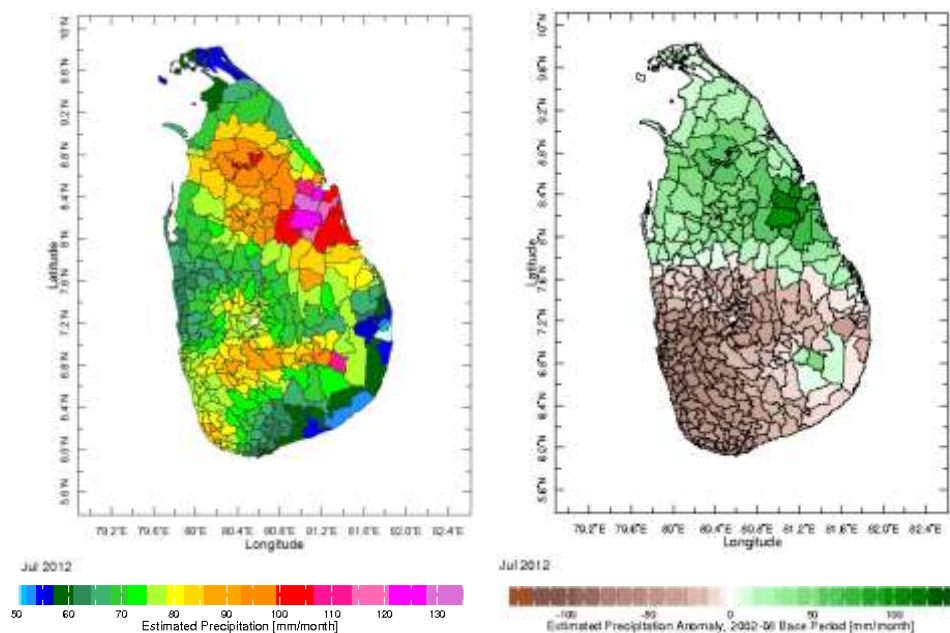 10°N
9.6°N
9.2°N
8.8°N
8.4°N
8°N
7.6°N
7.2°N
6.8°N
6.4°N
6.0°N
5.6°N
Latitude
79.2°E 79.6°E 80°E 80.4°E 80.8°E 81.2°E 81.6°E 82.0°E 82.4°E
Longitude
Jul 2012
50 60 70 80 90 100 110 120 130
Estimated Precipitation [mm/month]
10°N
9.6°N
9.2°N
8.8°N
8.4°N
8°N
7.6°N
7.2°N
6.8°N
6.4°N
6.0°N
5.6°N
Latitude
79.2°E 79.6°E 80°E 80.4°E 80.8°E 81.2°E 81.6°E 82.0°E 82.4°E
Longitude
Jul 2012
-100 -50 0 50 100
Estimated Precipitation Anomaly, Base Period [mm/month]